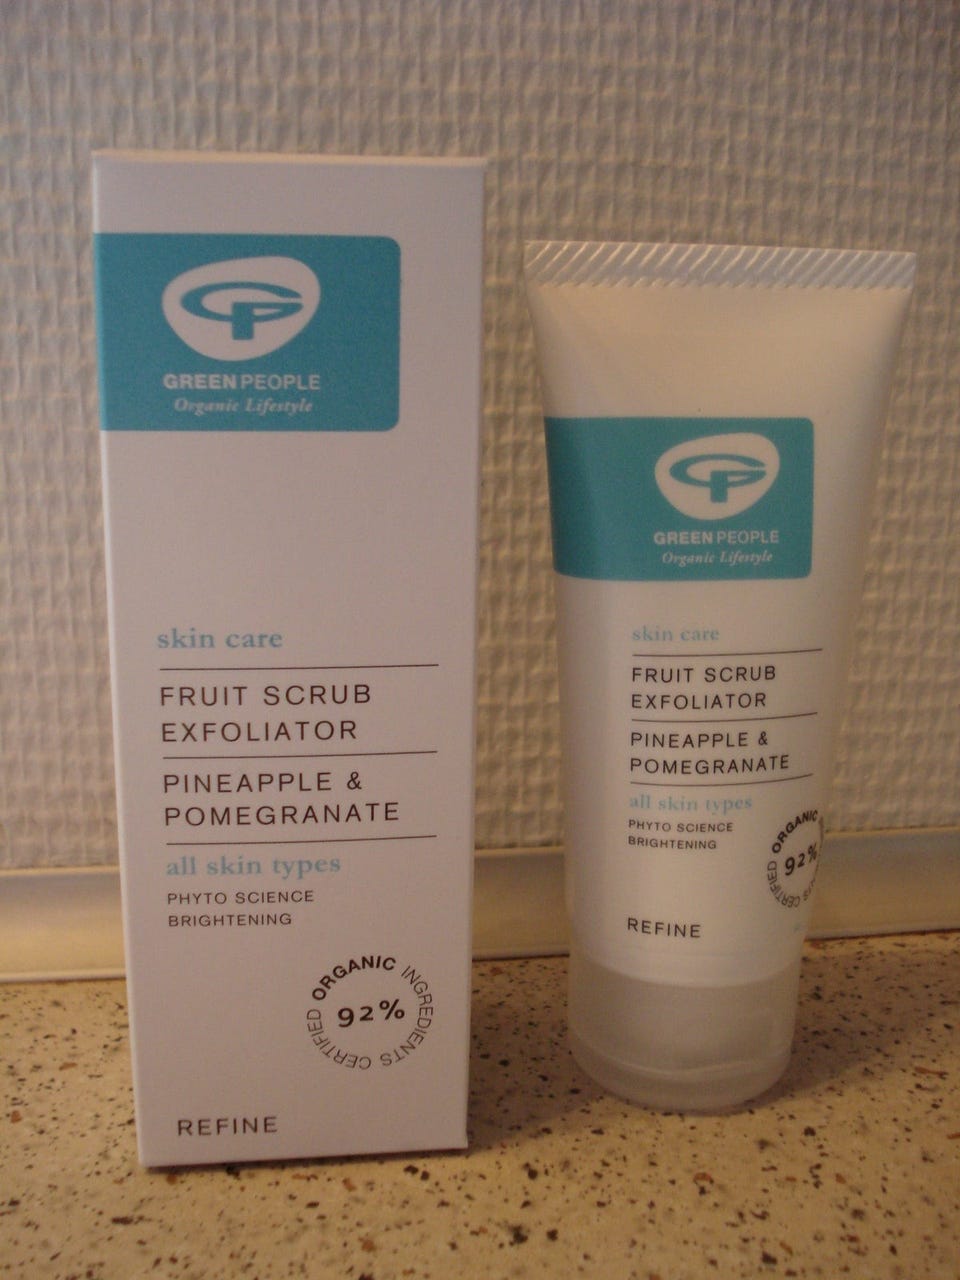 GP
GREEN PEOPLE
Organic Lifestyle
skin care
FRUIT SCRUB
EXFOLIATOR
PINEAPPLE &
POMEGRANATE
all skin types
PHYTO SCIENCE
BRIGHTENING
CERTIFIED ORGANIC INGREDIENTS
92%
REFINE
GP
GREEN PEOPLE
Organic Lifestyle
skin care
FRUIT SCRUB
EXFOLIATOR
PINEAPPLE &
POMEGRANATE
all skin types
PHYTO SCIENCE
BRIGHTENING
CERTIFIED ORGANIC
92%
REFINE